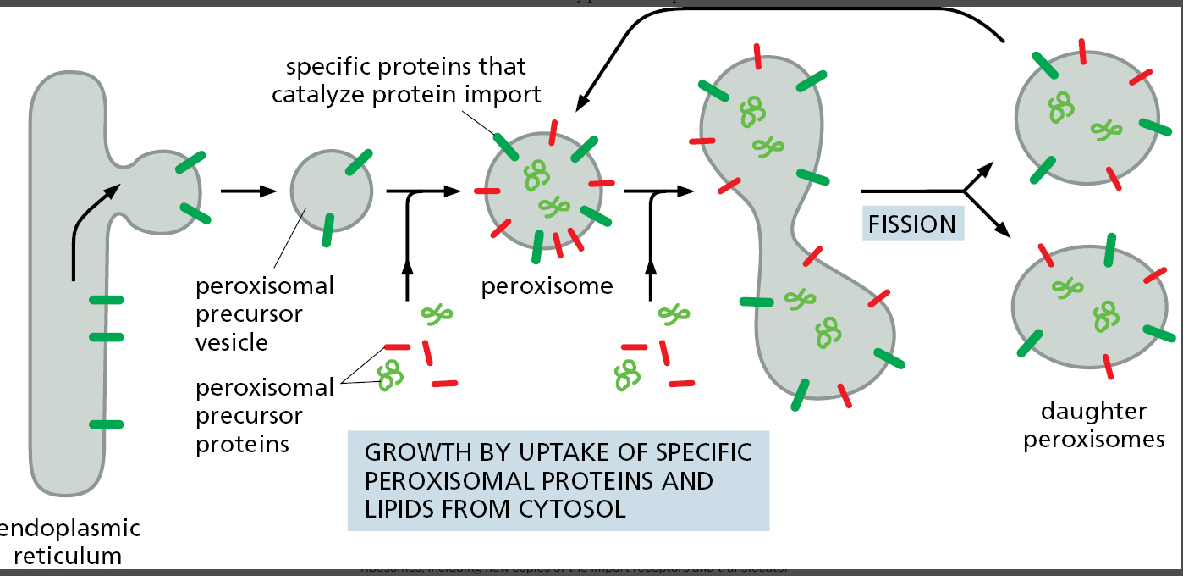 specific proteins that
catalyze protein import
peroxisomal
precursor
vesicle
peroxisome
peroxisomal
precursor
proteins
FISSION
GROWTH BY UPTAKE OF SPECIFIC
PEROXISOMAL PROTEINS AND
LIPIDS FROM CYTOSOL
daughter
peroxisomes
endoplasmic
reticulum